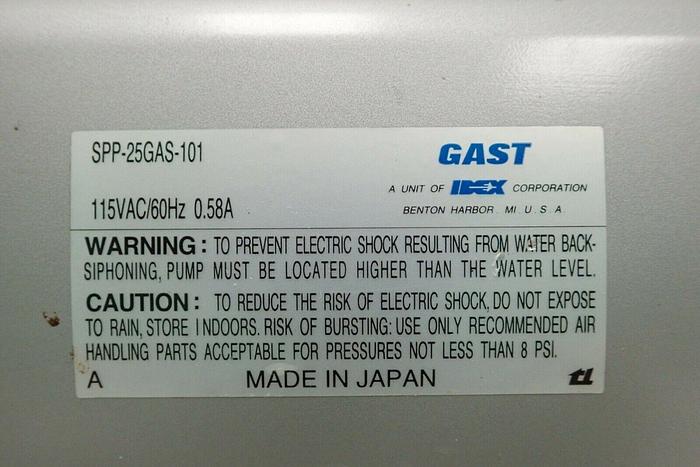 SPP-25GAS-101
GAST
A UNIT OF IDEX CORPORATION
115VAC/60Hz 0.58A
BENTON HARBOR. MI. U.S.A.
WARNING: TO PREVENT ELECTRIC SHOCK RESULTING FROM WATER BACK-
SIPHONING, PUMP MUST BE LOCATED HIGHER THAN THE WATER LEVEL.
CAUTION: TO REDUCE THE RISK OF ELECTRIC SHOCK, DO NOT EXPOSE
TO RAIN, STORE INDOORS. RISK OF BURSTING: USE ONLY RECOMMENDED AIR
HANDLING PARTS ACCEPTABLE FOR PRESSURES NOT LESS THAN 8 PSI.
A MADE IN JAPAN